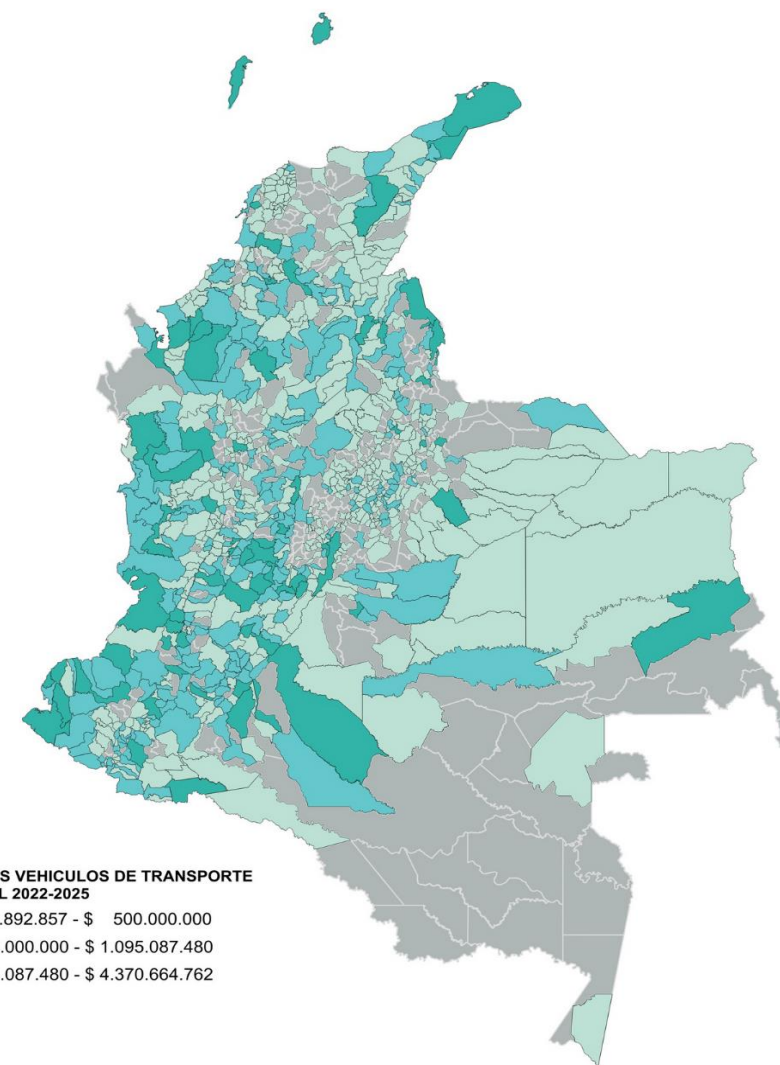 S VEHICULOS DE TRANSPORTE
L 2022-2025
.892.857 - $ 500.000.000
.000.000 - $ 1.095.087.480
.087.480 - $ 4.370.664.762